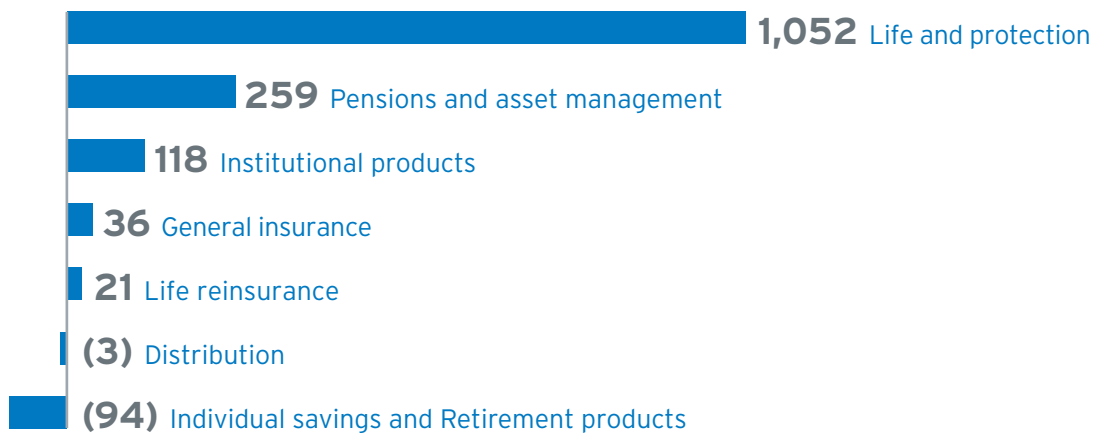 1,052 Life and protection
259 Pensions and asset management
118 Institutional products
36 General insurance
21 Life reinsurance
(3) Distribution
(94) Individual savings and Retirement products